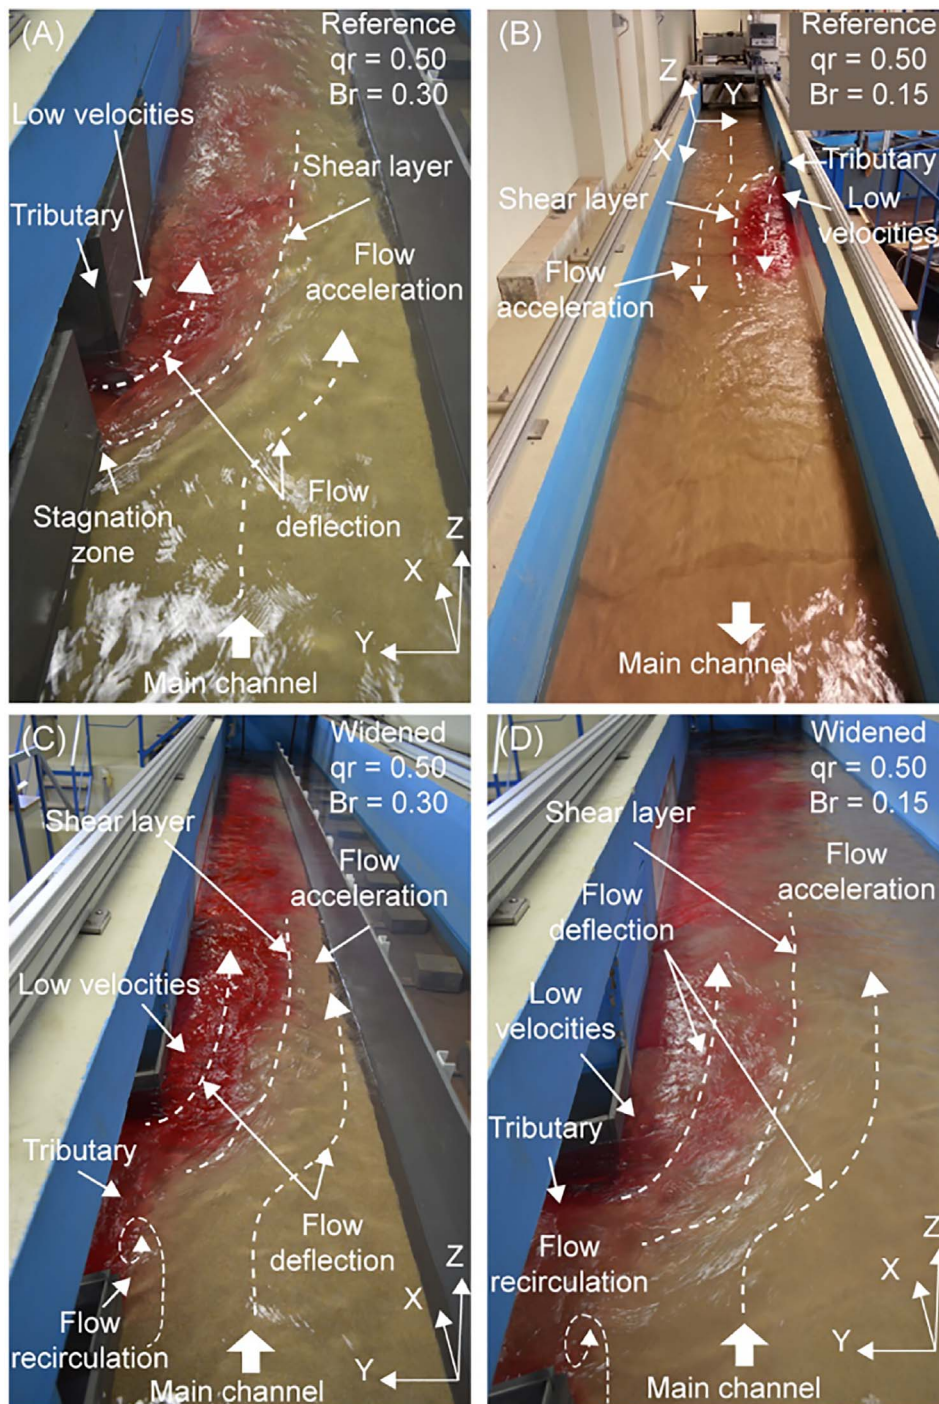 (A)
Reference
qr = 0.50
Br = 0.30
Low velocities
Shear layer
Tributary
Flow
acceleration
Stagnation
zone
Flow
deflection
Z
X
Y
Main channel
(B)
Reference
qr = 0.50
Br = 0.15
Z
Y
X
Tributary
Shear layer
Low
velocities
Flow
acceleration
Main channel
(C)
Widened
qr = 0.50
Br = 0.30
Shear layer
Flow
acceleration
Low velocities
Tributary
Flow
deflection
Flow
recirculation
Z
X
Y
Main channel
(D)
Widened
qr = 0.50
Br = 0.15
Shear layer
Flow
acceleration
Flow
deflection
Low
velocities
Tributary
Flow
recirculation
Z
X
Y
Main channel